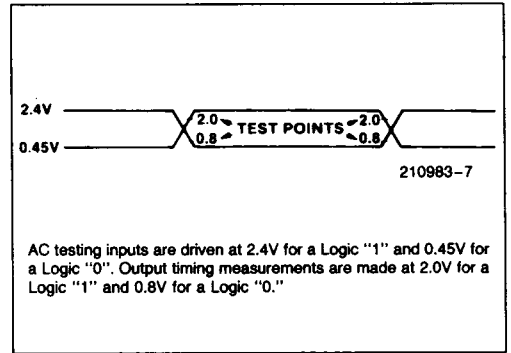 2.4V
2.0 TEST POINTS 2.0
0.8 0.8
0.45V
210983–7
AC testing inputs are driven at 2.4V for a Logic "1" and 0.45V for
a Logic "0". Output timing measurements are made at 2.0V for a
Logic "1" and 0.8V for a Logic "0."